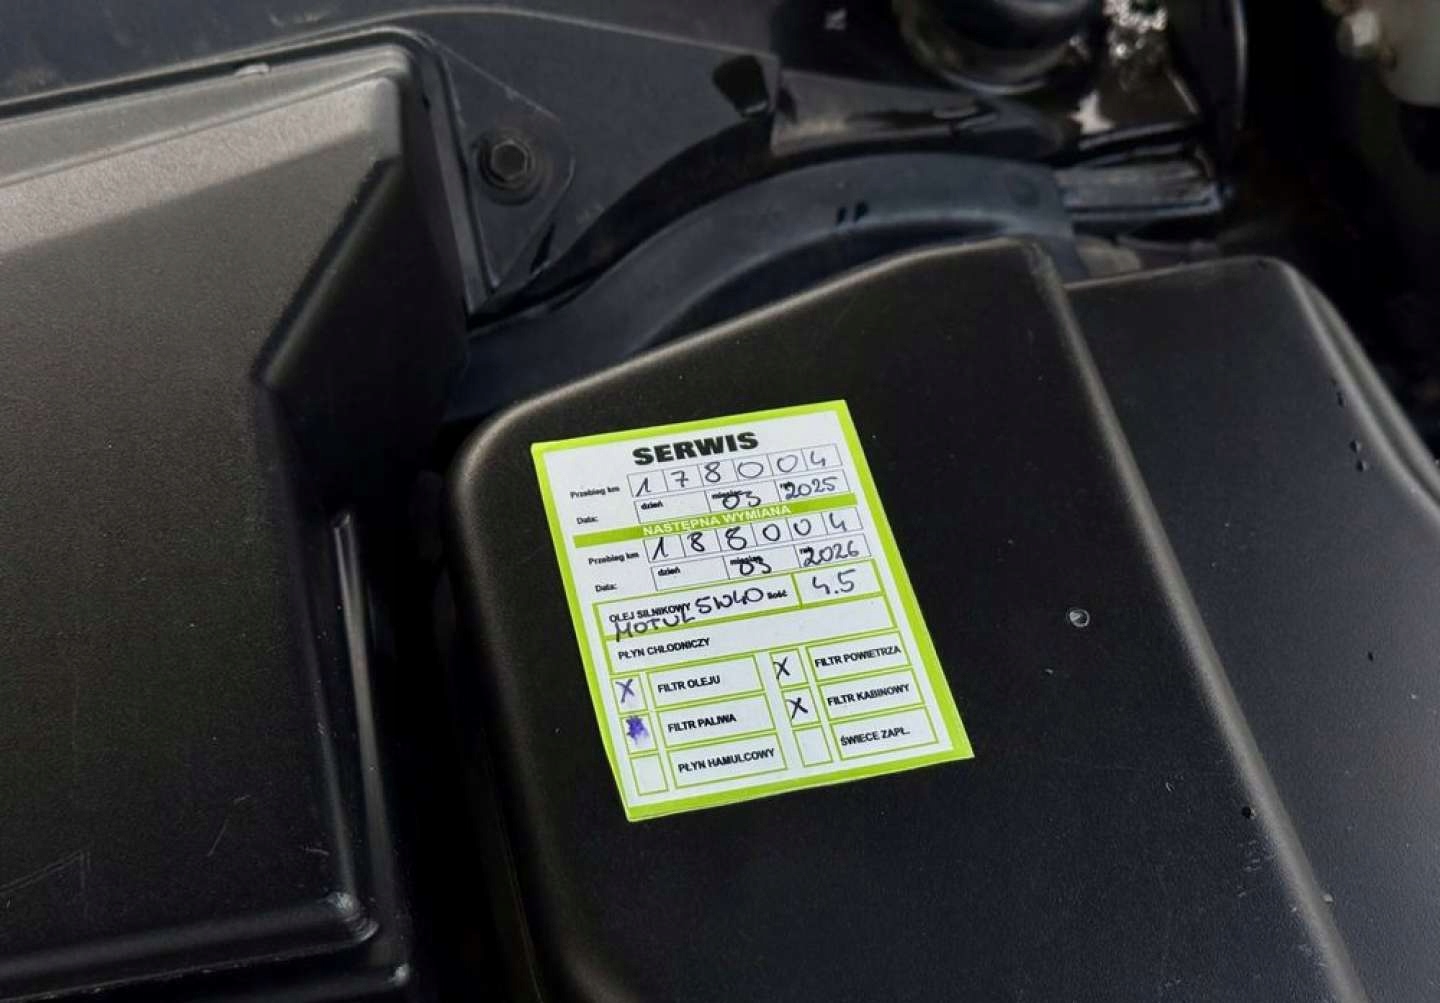 SERWIS
Przebieg km 178004
Data: dzień miesiąc 03 rok 2025
NASTĘPNA WYMIANA
Przebieg km 188004
Data: dzień miesiąc 03 rok 2026
OLEJ SILNIKOWY 5W40 Ilość 4.5
MOTUL
PŁYN CHŁODNICZY
X FILTR OLEJU X FILTR POWIETRZA
FILTR PALIWA X FILTR KABINOWY
PŁYN HAMULCOWY ŚWIECE ZAPŁ.